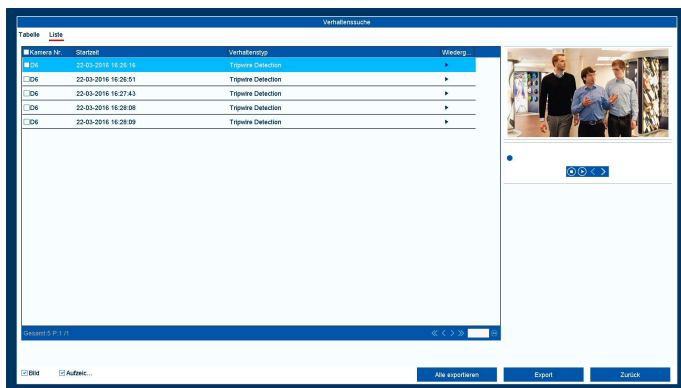 Verhaltenssuche
Tabelle Liste
Kamera Nr. Startzeit Verhaltenstyp Wiederg...
D6 22-03-2016 16:26:16 Tripwire Detection
D6 22-03-2016 16:26:51 Tripwire Detection
D6 22-03-2016 16:27:43 Tripwire Detection
D6 22-03-2016 16:28:08 Tripwire Detection
D6 22-03-2016 16:28:09 Tripwire Detection
Gesamt:5 P:1 /1
Bild Aufzeic... Alle exportieren Export Zurück